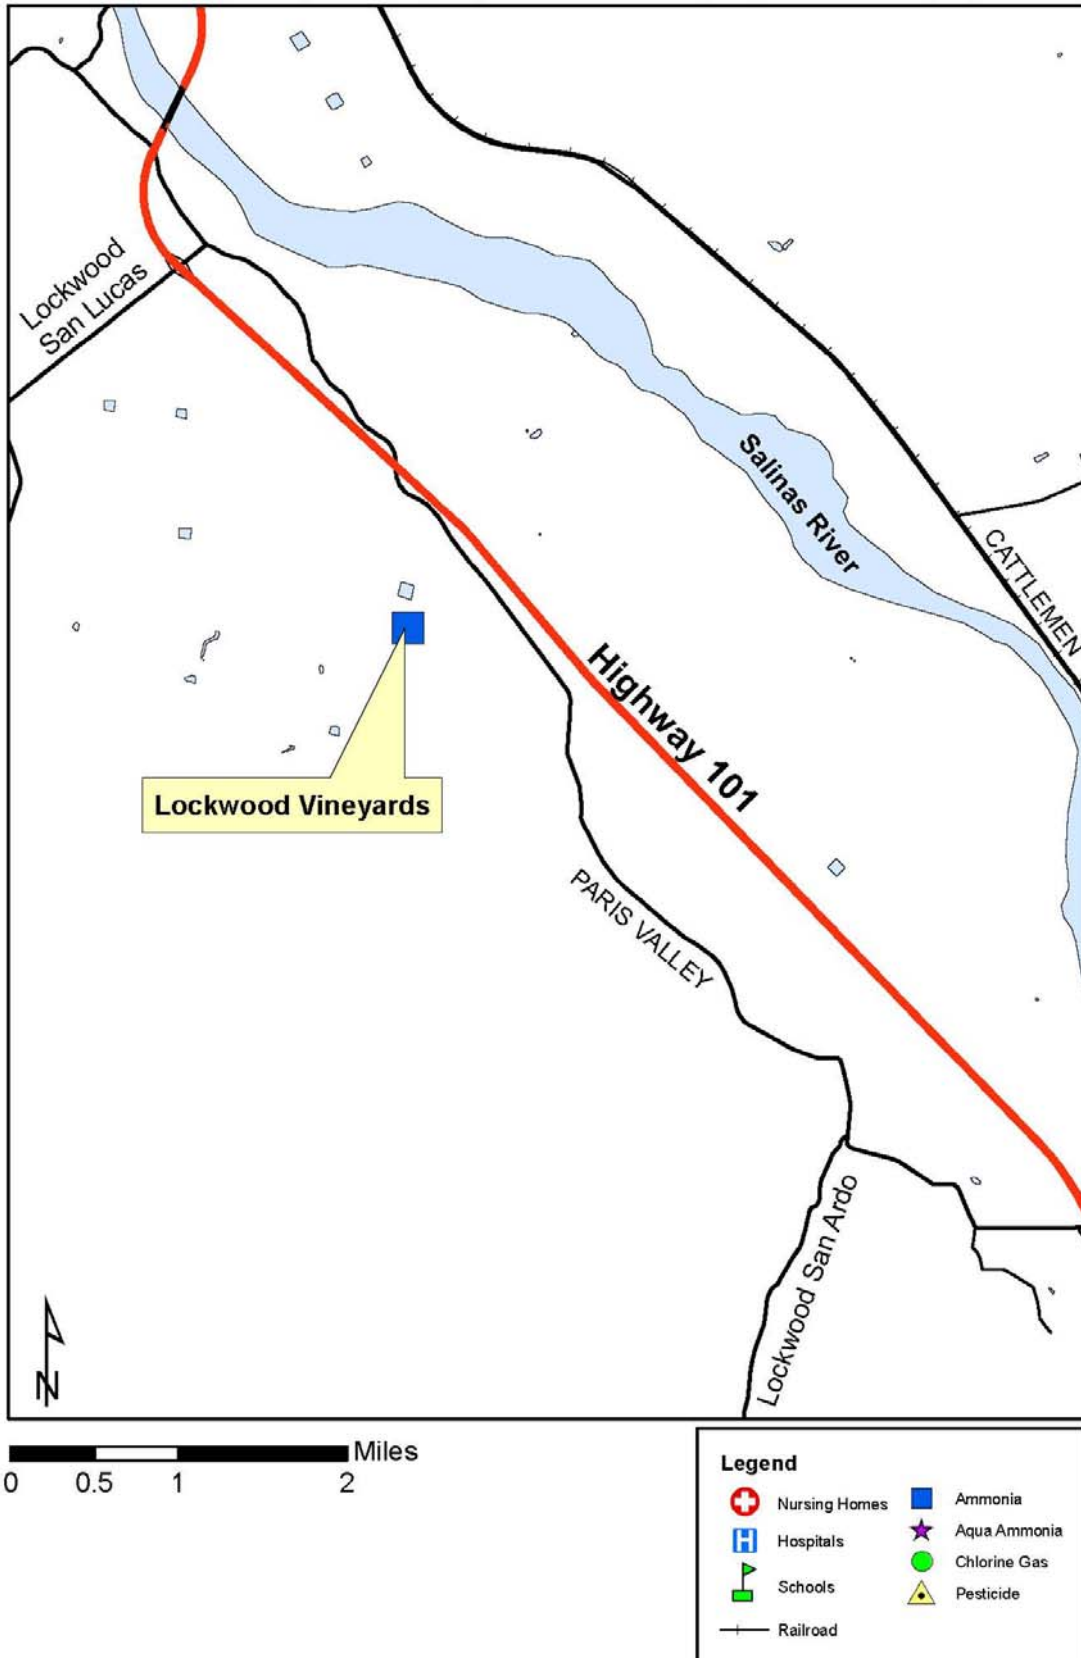 Lockwood
San Lucas
Salinas River
CATTLEMEN
Highway 101
Lockwood Vineyards
PARIS VALLEY
Lockwood San Ardo
N
Miles
0 0.5 1 2
Legend
Nursing Homes
Hospitals
H
Schools
Railroad
Ammonia
Aqua Ammonia
Chlorine Gas
Pesticide